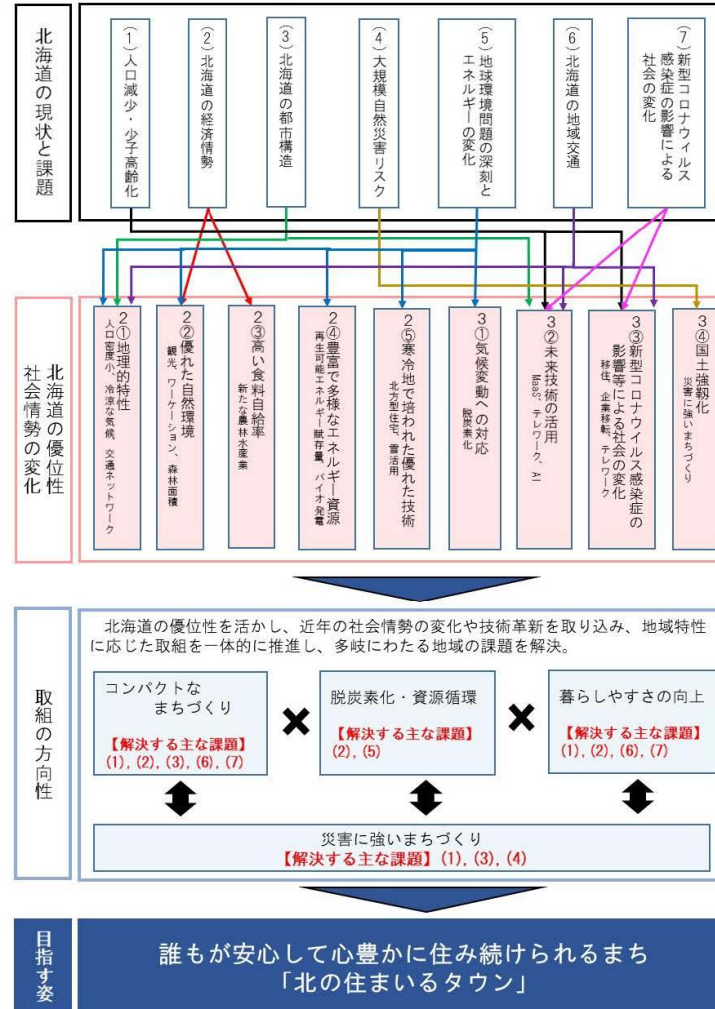 北海道の現状と課題
(1)人口減少・少子高齢化
(2)北海道の経済情勢
(3)北海道の都市構造
(4)大規模自然災害リスク
(5)地球環境問題の深刻と
エネルギーの変化
(6)北海道の地域交通
(7)新型コロナウイルス
感染症の影響による
社会の変化
北海道の優位性
社会情勢の変化
2①地理的特性
人口密度小、冷涼な気候、交通ネットワーク
2②優れた自然環境
観光、ワーケーション、森林面積
2③高い食料自給率
新たな農林水産業
2④豊富で多様なエネルギー資源
再生可能エネルギー賦存量、バイオ発電
2⑤寒冷地で培われた優れた技術
北方型住宅、雪活用
3①気候変動への対応
脱炭素化
3②未来技術の活用
MaaS、テレワーク、AI
3③新型コロナウイルス感染症の
影響等による社会の変化
移住、企業移転、テレワーク
3④国土強靱化
災害に強いまちづくり
取組の方向性
北海道の優位性を活かし、近年の社会情勢の変化や技術革新を取り込み、地域特性
に応じた取組を一体的に推進し、多岐にわたる地域の課題を解決。
コンパクトな
まちづくり
【解決する主な課題】
(1), (2), (3), (6), (7)
脱炭素化・資源循環
【解決する主な課題】
(2), (5)
暮らしやすさの向上
【解決する主な課題】
(1), (2), (6), (7)
災害に強いまちづくり
【解決する主な課題】(1), (3), (4)
目指す姿
誰もが安心して心豊かに住み続けられるまち
「北の住まいるタウン」